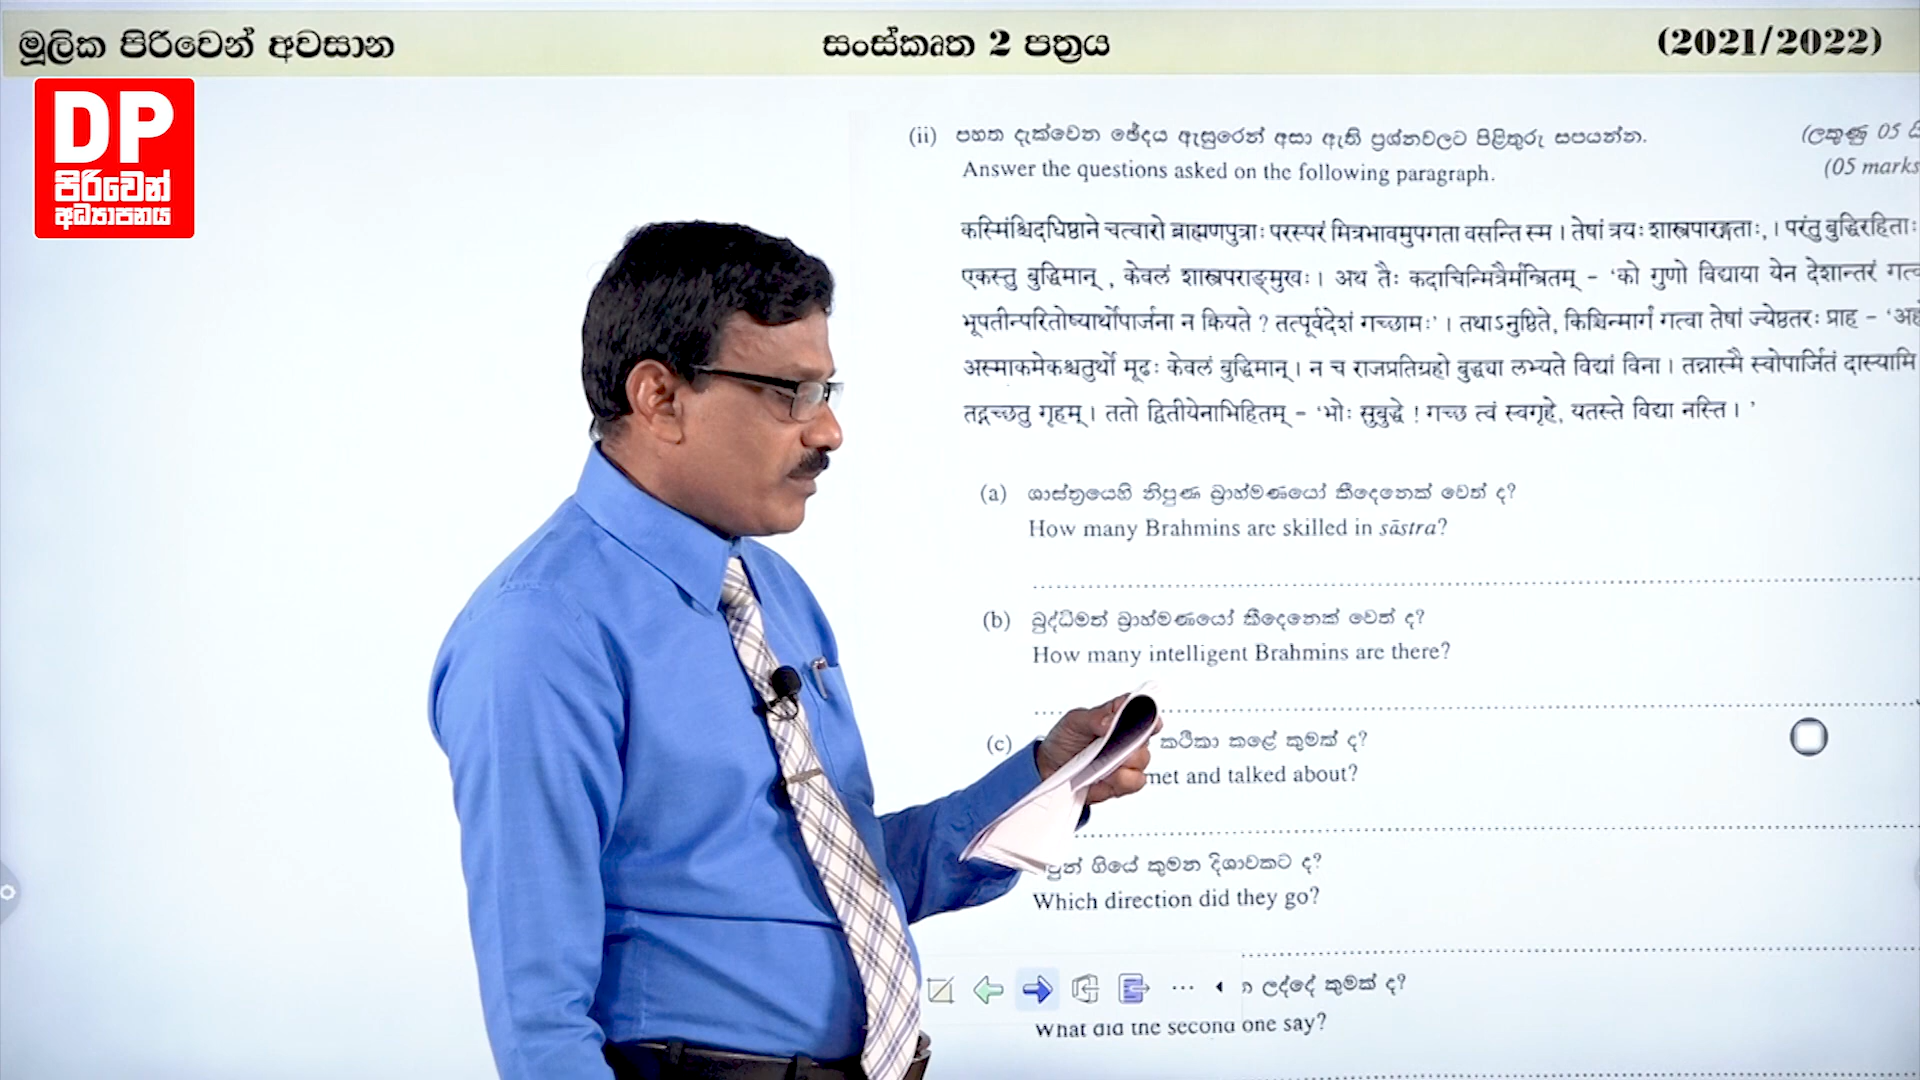 මූලික පිරිවෙන් අවසාන
සංස්කෘත 2 පත්‍රය
(2021/2022)
DP
පිරිවෙන්
අධ්‍යාපනය
(ii) පහත දැක්වෙන ඡේදය ඇසුරෙන් අසා ඇති ප්‍රශ්නවලට පිළිතුරු සපයන්න.
(ලකුණු 05
Answer the questions asked on the following paragraph.
(05 marks
कस्मिंश्चिदधिष्ठाने चत्वारो ब्राह्मणपुत्राः परस्परं मित्रभावमुपगता वसन्ति स्म । तेषां त्रयः शास्त्रपारङ्गताः, । परंतु बुद्धिरहिताः
एकस्तु बुद्धिमान् , केवलं शास्त्रपराङ्मुखः । अथ तैः कदाचिन्मित्रैर्मन्त्रितम् – ‘को गुणो विद्याया येन देशान्तरं
भूपतीन्परितोष्यार्थोपार्जना न कियते ? तत्पूर्वदेशं गच्छामः’ । तथाऽनुष्ठिते, किञ्चिन्मार्गं गत्वा तेषां ज्येष्ठतरः प्राह –
अस्माकमेकश्चतुर्थो मूढः केवलं बुद्धिमान् । न च राजप्रतिग्रहो बुद्ध्या लभ्यते विद्यां विना । तन्नास्मै स्वोपार्जितं दास्यामि
तद्गच्छतु गृहम् । ततो द्वितीयेनाभिहितम् – ‘भोः सुबुद्धे ! गच्छ त्वं स्वगृहे, यतस्ते विद्या नस्ति । ’
(a) ශාස්ත්‍රයෙහි නිපුණ බ්‍රාහ්මණයෝ කීදෙනෙක් වෙත් ද?
How many Brahmins are skilled in sāstra?
(b) බුද්ධිමත් බ්‍රාහ්මණයෝ කීදෙනෙක් වෙත් ද?
How many intelligent Brahmins are there?
(c) කථිකා කළේ කුමක් ද?
met and talked about?
ගියේ කුමන දිශාවකට ද?
Which direction did they go?
ලද්දේ කුමක් ද?
What did the second one say?